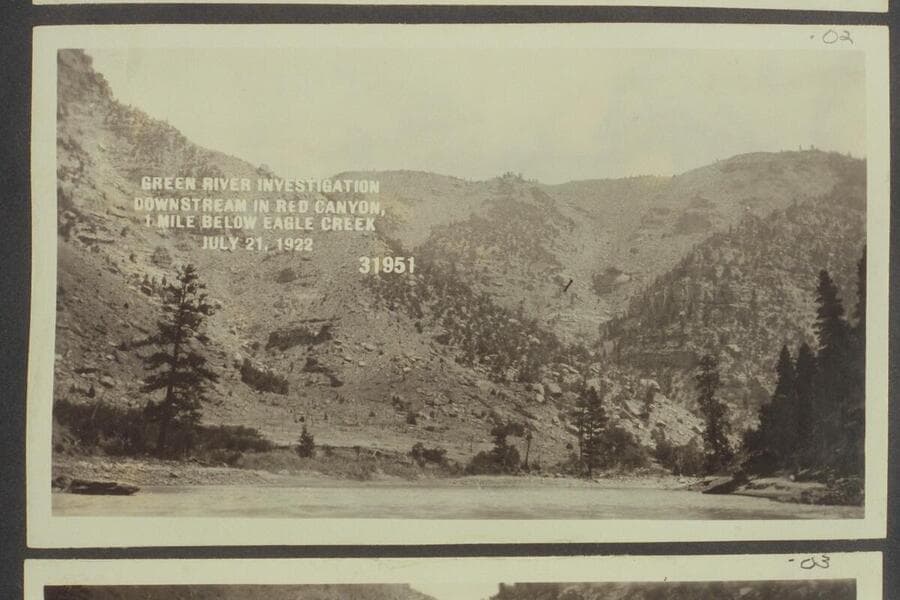 -02
GREEN RIVER INVESTIGATION
DOWNSTREAM IN RED CANYON,
1 MILE BELOW EAGLE CREEK
JULY 21, 1922
31951
-03